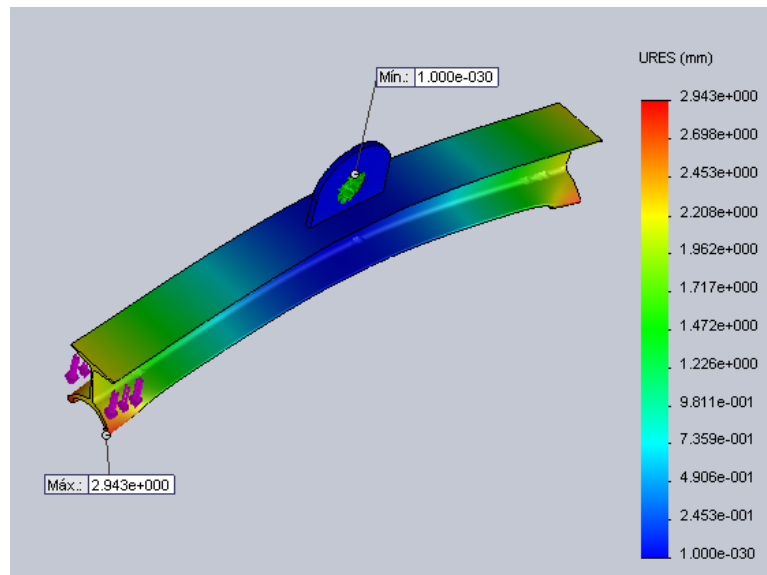 URES (mm)
Mín.: 1.000e-030
2.943e+000
2.698e+000
2.453e+000
2.208e+000
1.962e+000
1.717e+000
1.472e+000
1.226e+000
9.811e-001
7.359e-001
4.906e-001
2.453e-001
1.000e-030
Máx.: 2.943e+000